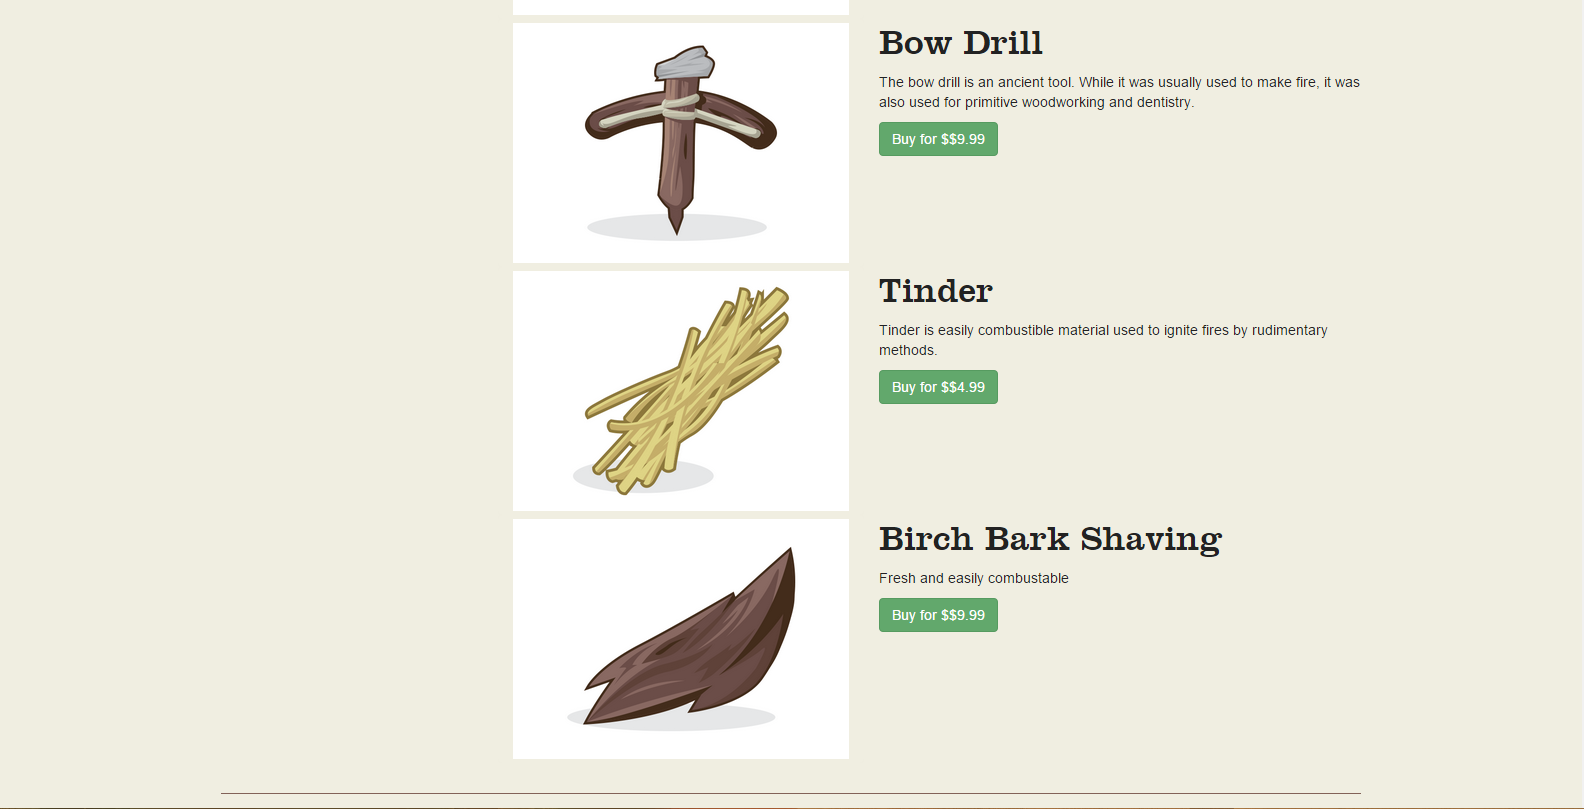 Bow Drill
The bow drill is an ancient tool. While it was usually used to make fire, it was
also used for primitive woodworking and dentistry.
Buy for $$9.99
Tinder
Tinder is easily combustible material used to ignite fires by rudimentary
methods.
Buy for $$4.99
Birch Bark Shaving
Fresh and easily combustable
Buy for $$9.99